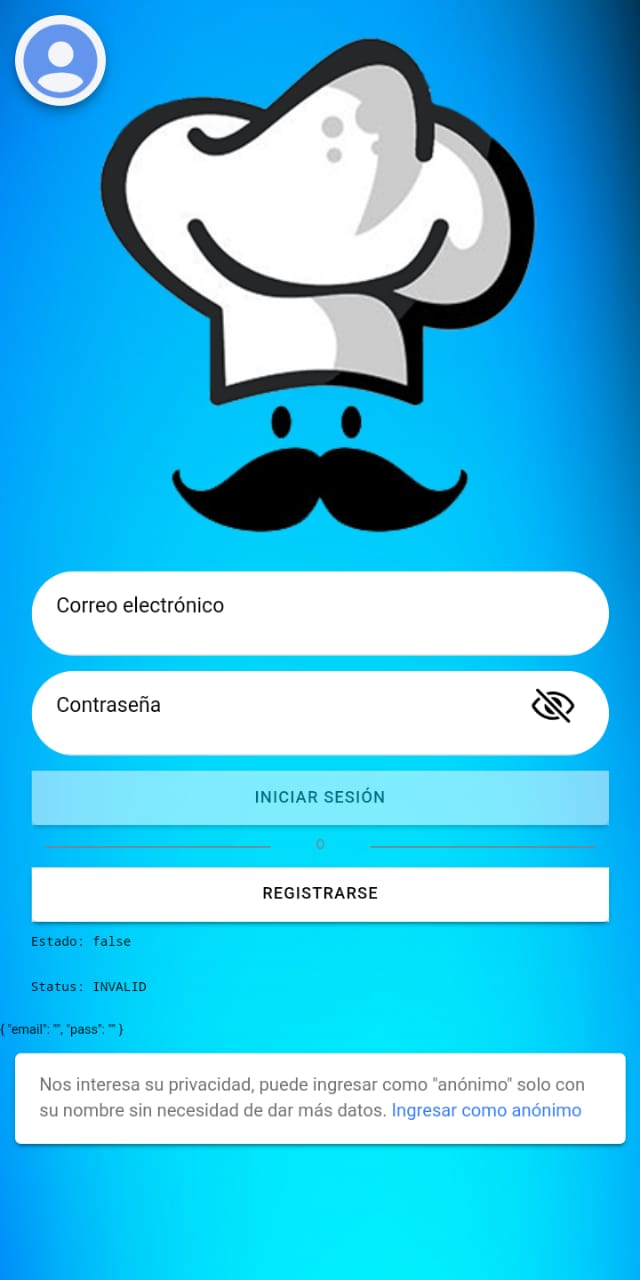 Correo electrónico
Contraseña
INICIAR SESIÓN
O
REGISTRARSE
Estado: false
Status: INVALID
{ "email": "", "pass": "" }
Nos interesa su privacidad, puede ingresar como "anónimo" solo con
su nombre sin necesidad de dar más datos. Ingresar como anónimo